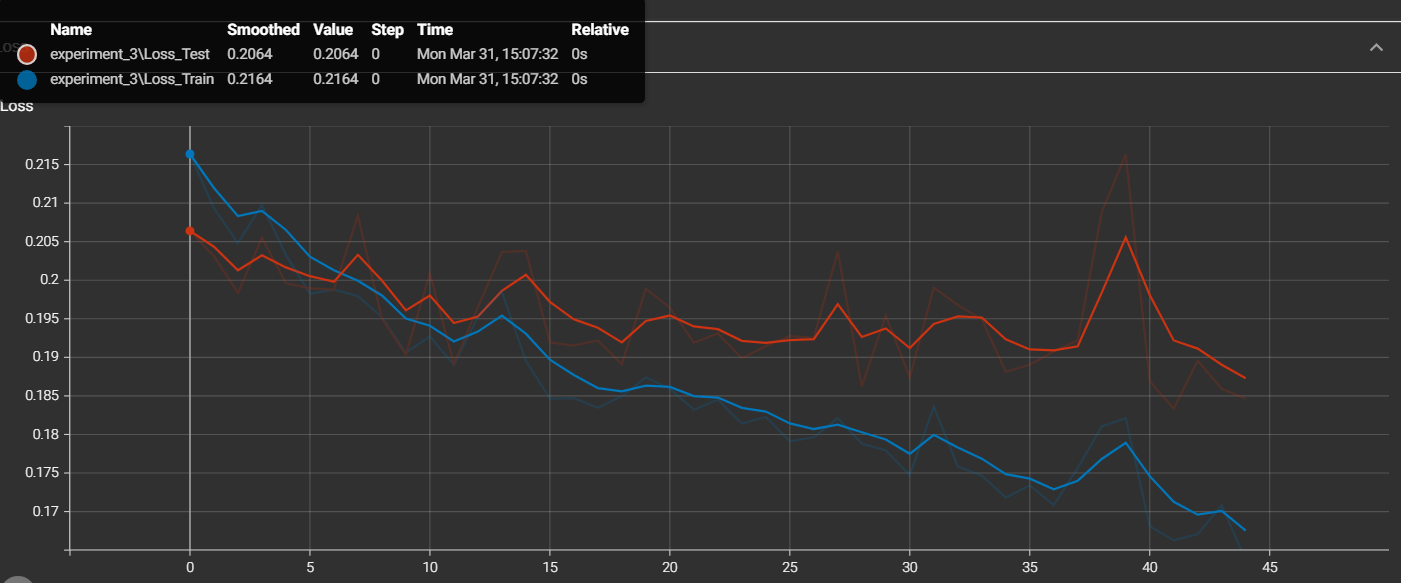 Name Smoothed Value Step Time Relative
experiment_3\Loss_Test 0.2064 0.2064 0 Mon Mar 31, 15:07:32 0s
experiment_3\Loss_Train 0.2164 0.2164 0 Mon Mar 31, 15:07:32 0s
Loss
0.215
0.21
0.205
0.2
0.195
0.19
0.185
0.18
0.175
0.17
0 5 10 15 20 25 30 35 40 45